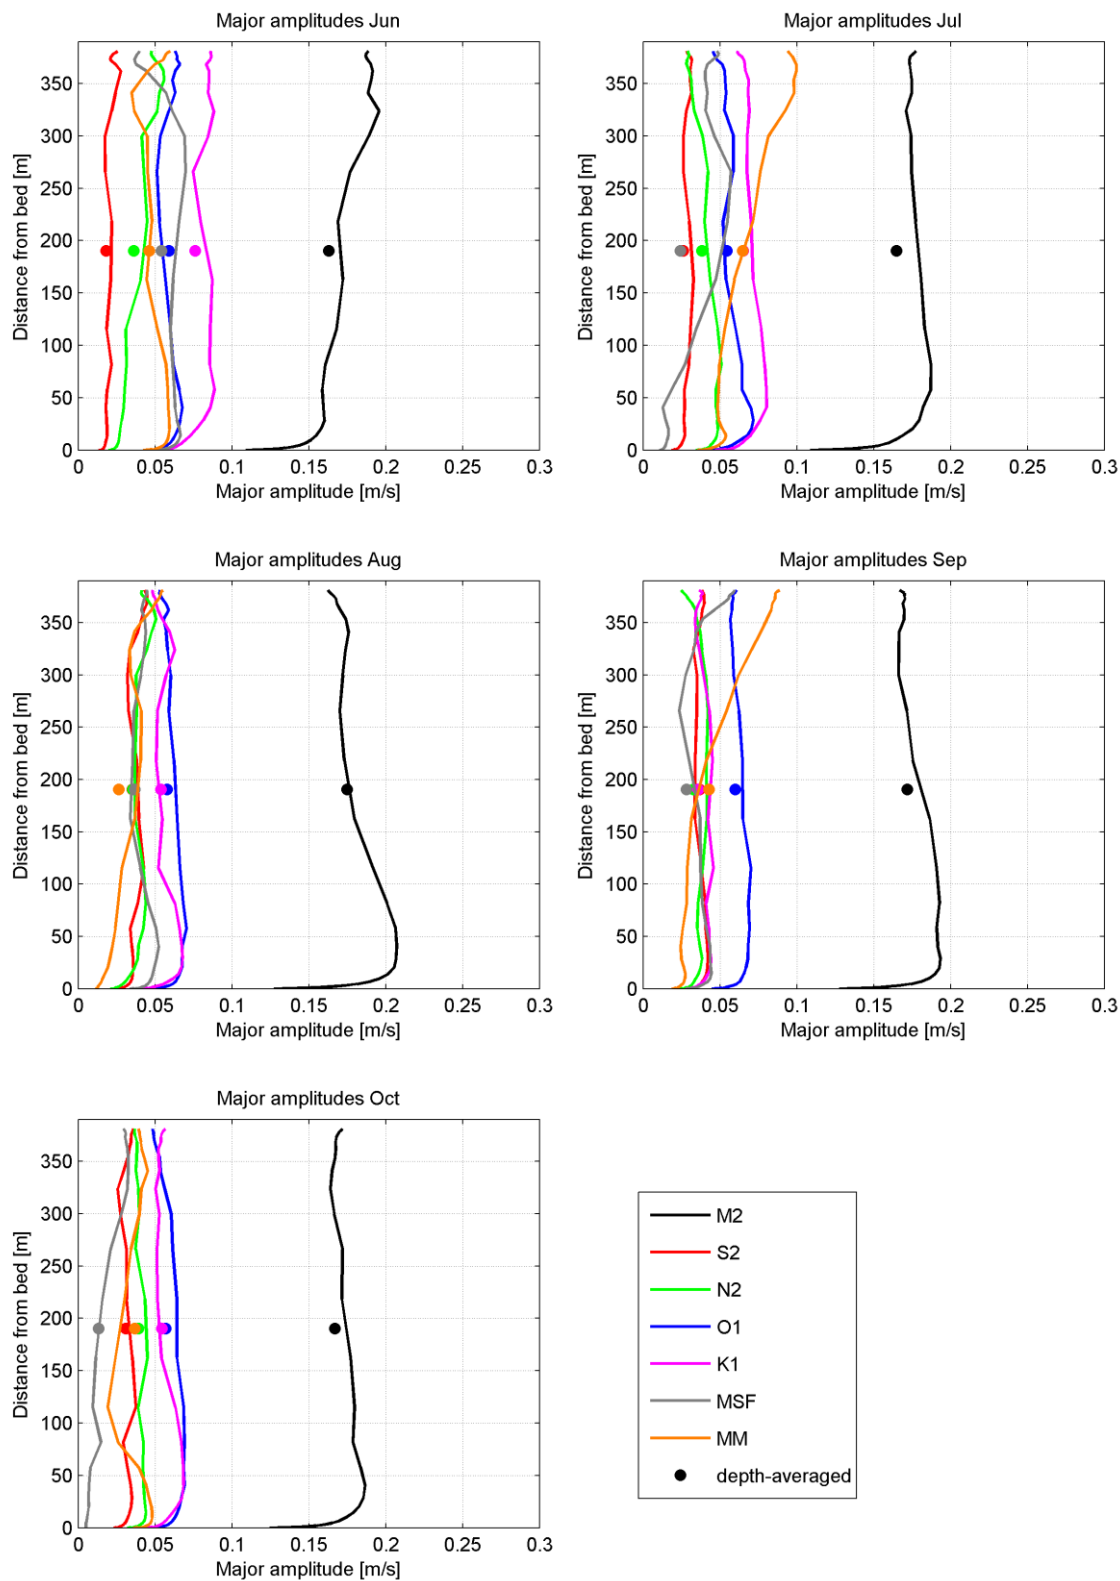 Major amplitudes Jun
Distance from bed [m]
350
300
250
200
150
100
50
0
0 0.05 0.1 0.15 0.2 0.25 0.3
Major amplitude [m/s]
Major amplitudes Jul
Distance from bed [m]
350
300
250
200
150
100
50
0
0 0.05 0.1 0.15 0.2 0.25 0.3
Major amplitude [m/s]
Major amplitudes Aug
Distance from bed [m]
350
300
250
200
150
100
50
0
0 0.05 0.1 0.15 0.2 0.25 0.3
Major amplitude [m/s]
Major amplitudes Sep
Distance from bed [m]
350
300
250
200
150
100
50
0
0 0.05 0.1 0.15 0.2 0.25 0.3
Major amplitude [m/s]
Major amplitudes Oct
Distance from bed [m]
350
300
250
200
150
100
50
0
0 0.05 0.1 0.15 0.2 0.25 0.3
Major amplitude [m/s]
M2
S2
N2
O1
K1
MSF
MM
depth-averaged